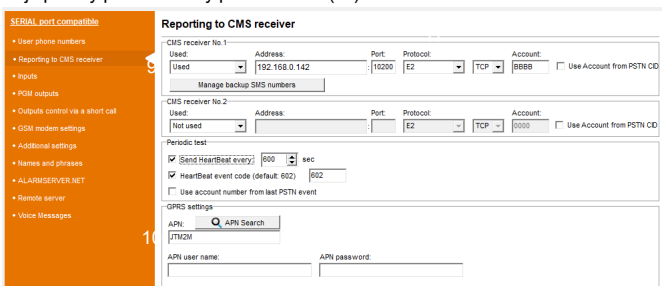 SERIAL port compatible
• User phone numbers
• Reporting to CMS receiver
• Inputs
• PGM outputs
• Outputs control via a short call
• GSM modem settings
• Additional settings
• Names and phrases
• ALARMSERVER.NET
• Remote server
• Voice Messages
9
10
Reporting to CMS receiver
CMS receiver No.1
Used: Address: Port: Protocol: Account:
Used 192.168.0.142 : 10200 E2 TCP BBBB Use Account from PSTN CID
Manage backup SMS numbers
CMS receiver No.2
Used: Address: Port: Protocol: Account:
Not used : E2 TCP 0000 Use Account from PSTN CID
Periodic test
Send HeartBeat every: 600 sec
HeartBeat event code (default: 602) 602
Use account number from last PSTN event
GPRS settings
APN: APN Search
JTM2M
APN user name: APN password: